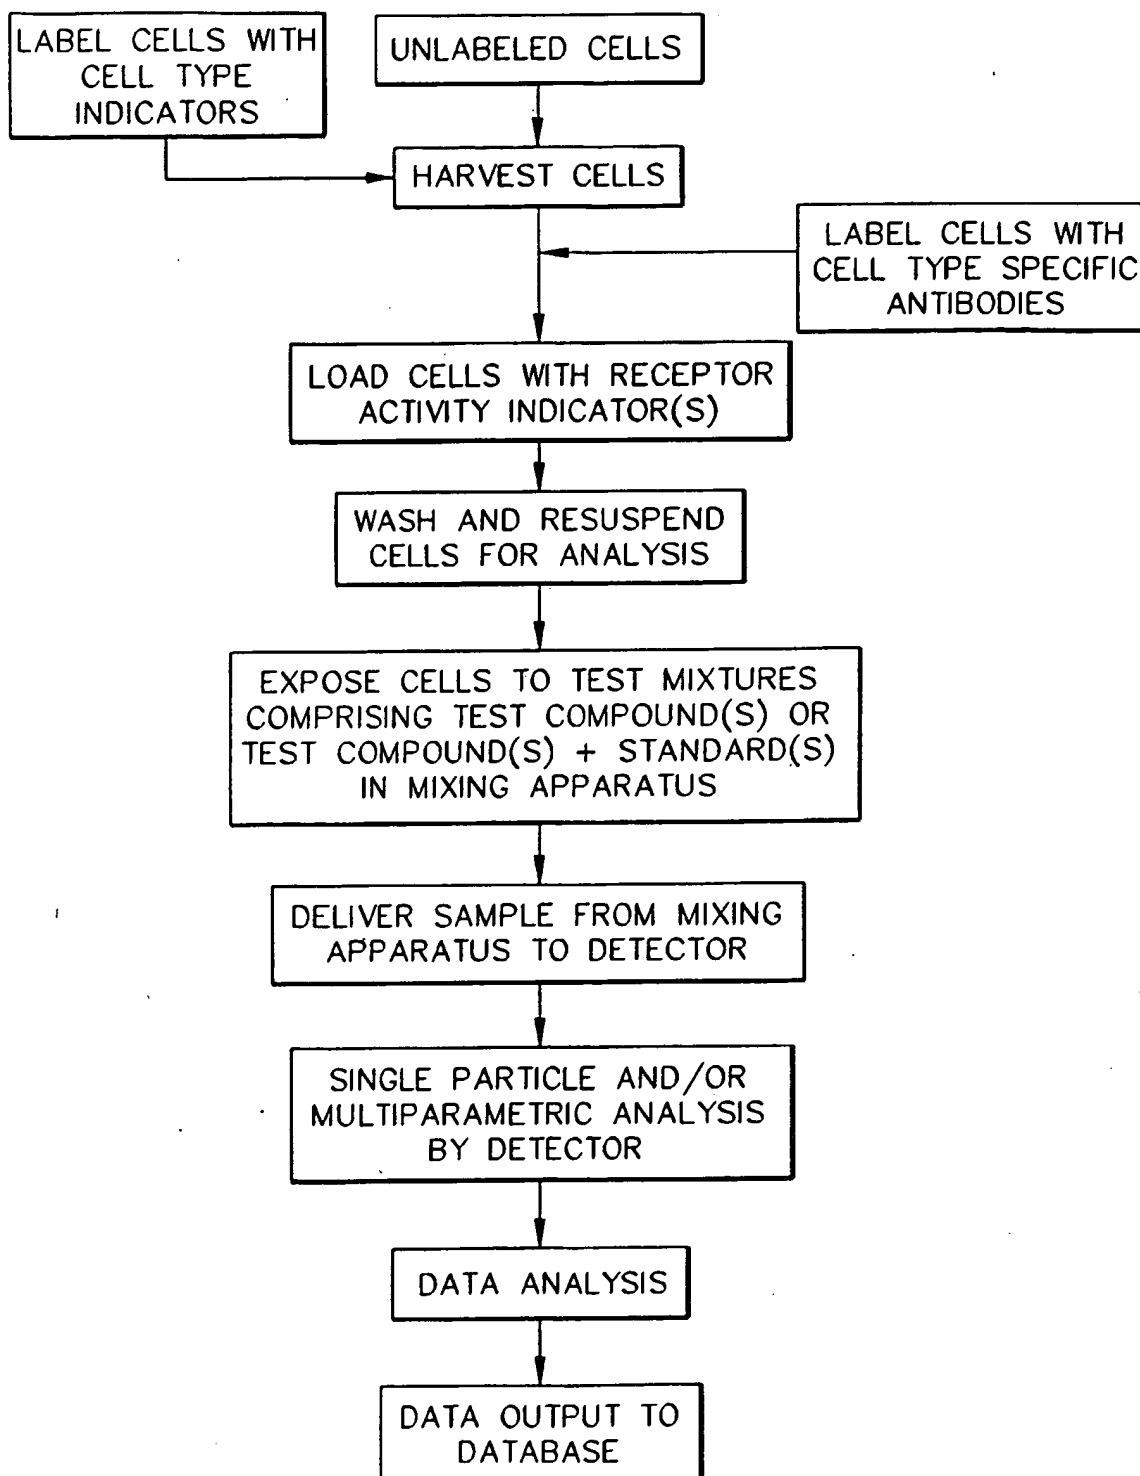 LABEL CELLS WITH
CELL TYPE
INDICATORS
UNLABELED CELLS
HARVEST CELLS
LABEL CELLS WITH
CELL TYPE SPECIFIC
ANTIBODIES
LOAD CELLS WITH RECEPTOR
ACTIVITY INDICATOR(S)
WASH AND RESUSPEND
CELLS FOR ANALYSIS
EXPOSE CELLS TO TEST MIXTURES
COMPRISING TEST COMPOUND(S) OR
TEST COMPOUND(S) + STANDARD(S)
IN MIXING APPARATUS
DELIVER SAMPLE FROM MIXING
APPARATUS TO DETECTOR
SINGLE PARTICLE AND/OR
MULTIPARAMETRIC ANALYSIS
BY DETECTOR
DATA ANALYSIS
DATA OUTPUT TO
DATABASE